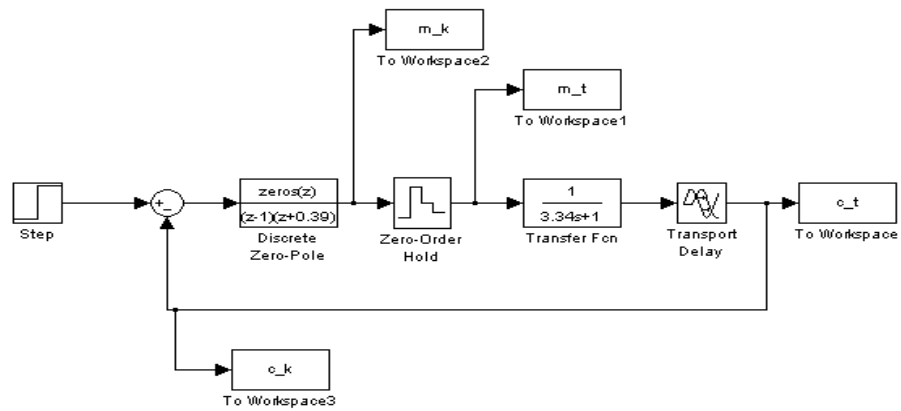 m_k
To Workspace2
m_t
To Workspace1
Step
+
-
zeros(z)
(z-1)(z+0.39)
Discrete
Zero-Pole
Zero-Order
Hold
1
3.34s+1
Transfer Fcn
Transport
Delay
c_t
To Workspace
c_k
To Workspace3